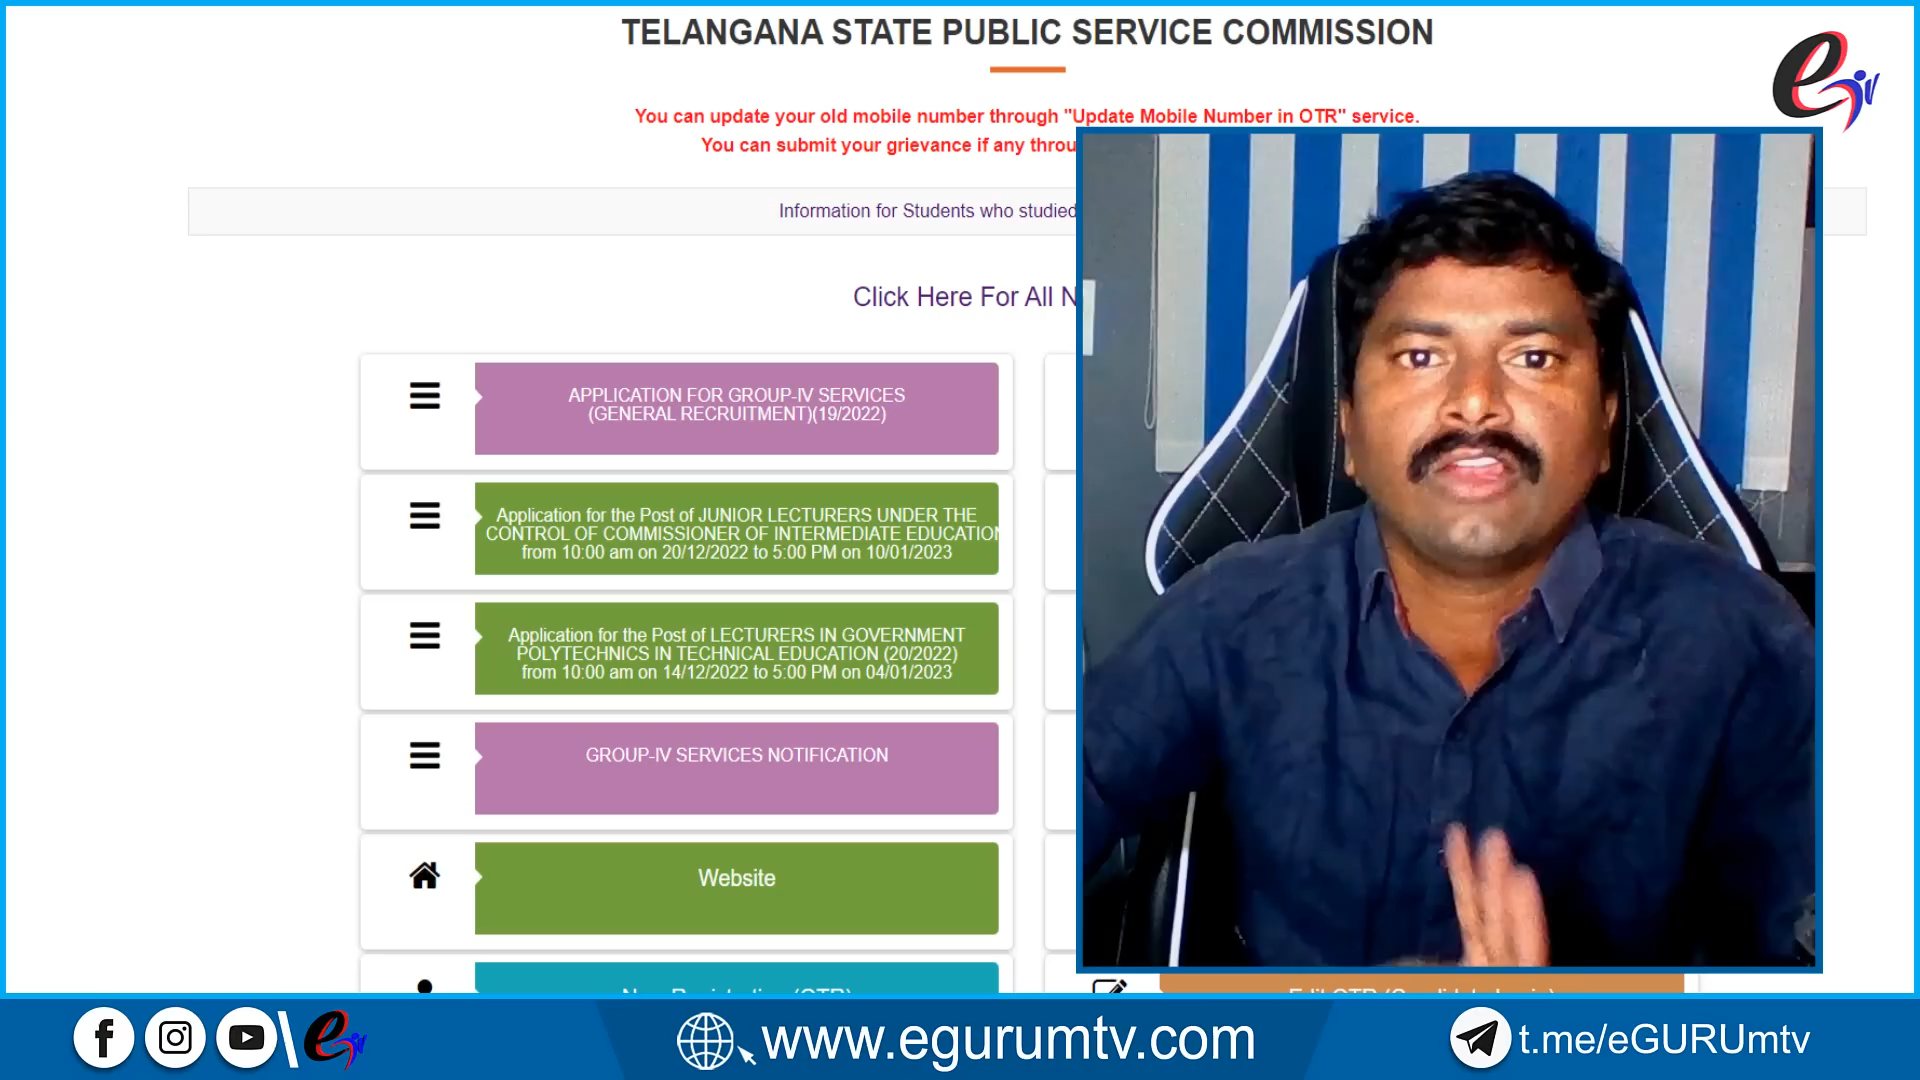 TELANGANA STATE PUBLIC SERVICE COMMISSION
You can update your old mobile number through "Update Mobile Number in OTR" service.
You can submit your grievance if any throu
Information for Students who studied
Click Here For All N
APPLICATION FOR GROUP-IV SERVICES
(GENERAL RECRUITMENT)(19/2022)
Application for the Post of JUNIOR LECTURERS UNDER THE
CONTROL OF COMMISSIONER OF INTERMEDIATE EDUCATION
from 10:00 am on 20/12/2022 to 5:00 PM on 10/01/2023
Application for the Post of LECTURERS IN GOVERNMENT
POLYTECHNICS IN TECHNICAL EDUCATION (20/2022)
from 10:00 am on 14/12/2022 to 5:00 PM on 04/01/2023
GROUP-IV SERVICES NOTIFICATION
Website
www.egurumtv.com
t.me/eGURUmtv